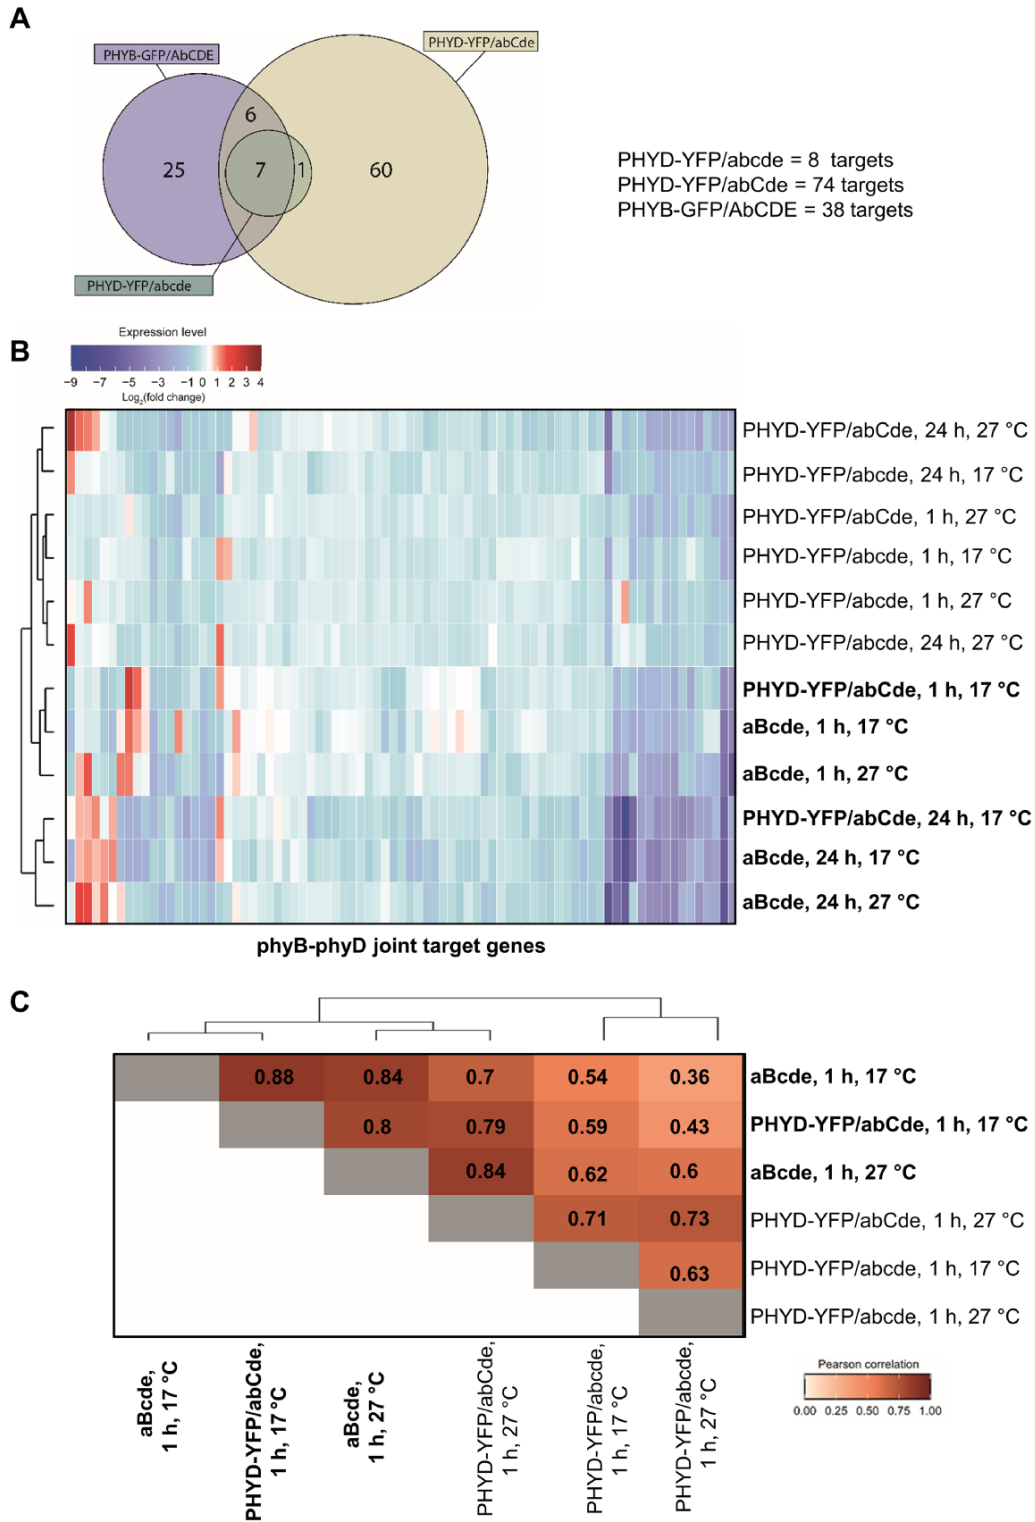 A
PHYB-GFP/AbCDE
PHYD-YFP/abCde
6
25
7
1
60
PHYD-YFP/abcde
PHYD-YFP/abcde = 8 targets
PHYD-YFP/abCde = 74 targets
PHYB-GFP/AbCDE = 38 targets
B
Expression level
−9 −7 −5 −3 −1 0 1 2 3 4
Log2(fold change)
PHYD-YFP/abCde, 24 h, 27 °C
PHYD-YFP/abcde, 24 h, 17 °C
PHYD-YFP/abCde, 1 h, 27 °C
PHYD-YFP/abcde, 1 h, 17 °C
PHYD-YFP/abcde, 1 h, 27 °C
PHYD-YFP/abcde, 24 h, 27 °C
PHYD-YFP/abCde, 1 h, 17 °C
aBcde, 1 h, 17 °C
aBcde, 1 h, 27 °C
PHYD-YFP/abCde, 24 h, 17 °C
aBcde, 24 h, 17 °C
aBcde, 24 h, 27 °C
phyB-phyD joint target genes
C
0.88 0.84 0.7 0.54 0.36 aBcde, 1 h, 17 °C
0.8 0.79 0.59 0.43 PHYD-YFP/abCde, 1 h, 17 °C
0.84 0.62 0.6 aBcde, 1 h, 27 °C
0.71 0.73 PHYD-YFP/abCde, 1 h, 27 °C
0.63 PHYD-YFP/abcde, 1 h, 17 °C
PHYD-YFP/abcde, 1 h, 27 °C
aBcde,
1 h, 17 °C
PHYD-YFP/abCde,
1 h, 17 °C
aBcde,
1 h, 27 °C
PHYD-YFP/abCde,
1 h, 27 °C
PHYD-YFP/abcde,
1 h, 17 °C
PHYD-YFP/abcde,
1 h, 27 °C
Pearson correlation
0.00 0.25 0.50 0.75 1.00